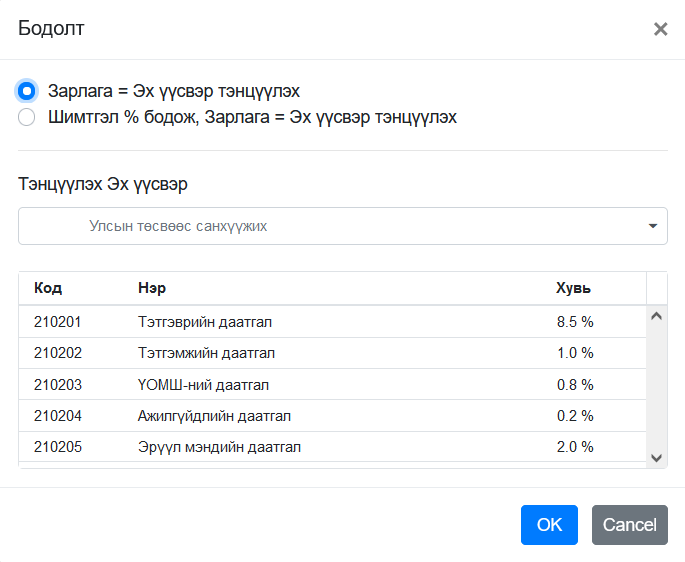 Бодолт
Зарлага = Эх үүсвэр тэнцүүлэх
Шимтгэл % бодож, Зарлага = Эх үүсвэр тэнцүүлэх
Тэнцүүлэх Эх үүсвэр
Улсын төсвөөс санхүүжих
Код Нэр Хувь
210201 Тэтгэврийн даатгал 8.5 %
210202 Тэтгэмжийн даатгал 1.0 %
210203 ҮОМШ-ний даатгал 0.8 %
210204 Ажилгүйдлийн даатгал 0.2 %
210205 Эрүүл мэндийн даатгал 2.0 %
OK Cancel